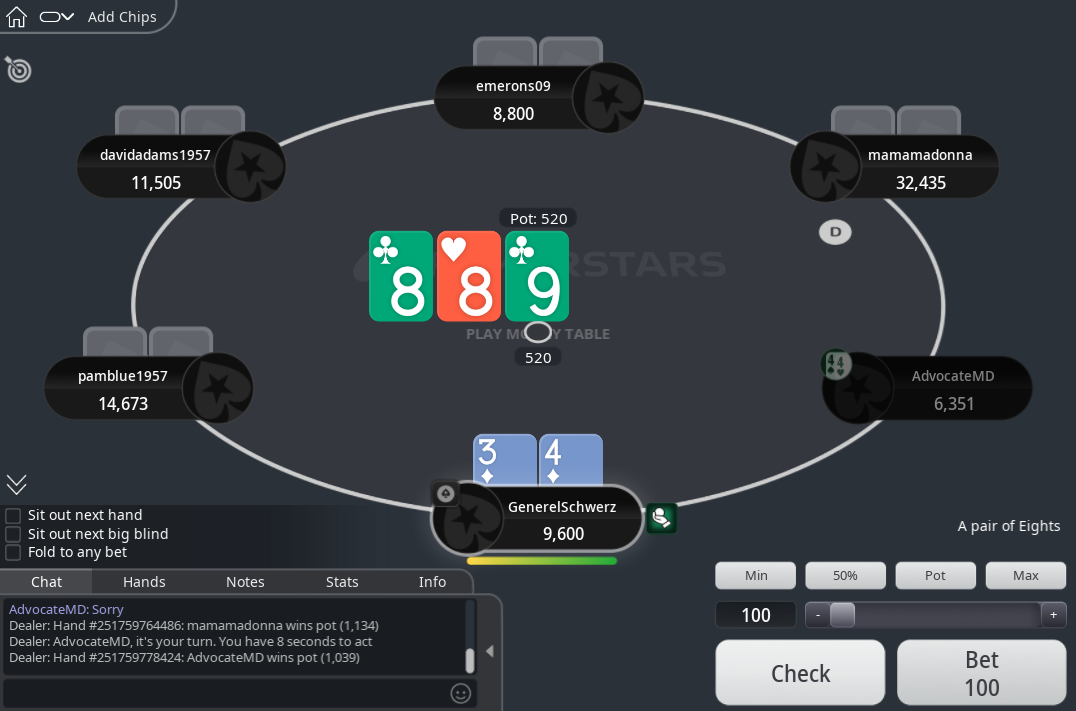 Add Chips
emerons09
8,800
davidadams1957
11,505
mamamadonna
32,435
Pot: 520
D
8
8
9
RSTARS
PLAY MO Y TABLE
520
pamblue1957
14,673
4 4
AdvocateMD
6,351
3
4
GenerelSchwerz
9,600
Sit out next hand
Sit out next big blind
Fold to any bet
A pair of Eights
Chat Hands Notes Stats Info
Min 50% Pot Max
AdvocateMD: Sorry
Dealer: Hand #251759764486: mamamadonna wins pot (1,134)
Dealer: AdvocateMD, it's your turn. You have 8 seconds to act
Dealer: Hand #251759778424: AdvocateMD wins pot (1,039)
100 - +
Check
Bet
100